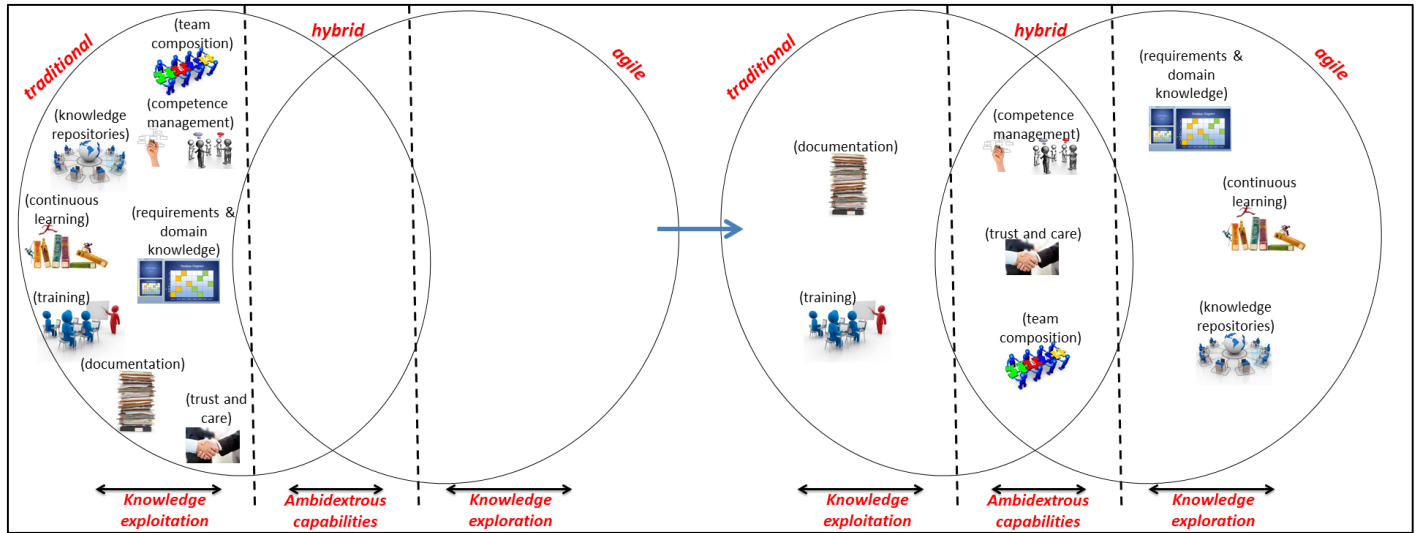 traditional
hybrid
agile
(team
composition)
(knowledge
repositories)
(competence
management)
(continuous
learning)
(requirements &
domain
knowledge)
(training)
(documentation)
(trust and
care)
Knowledge
exploitation
Ambidextrous
capabilities
Knowledge
exploration
traditional
hybrid
agile
(documentation)
(training)
(competence
management)
(trust and care)
(team
composition)
(requirements &
domain
knowledge)
(continuous
learning)
(knowledge
repositories)
Knowledge
exploitation
Ambidextrous
capabilities
Knowledge
exploration